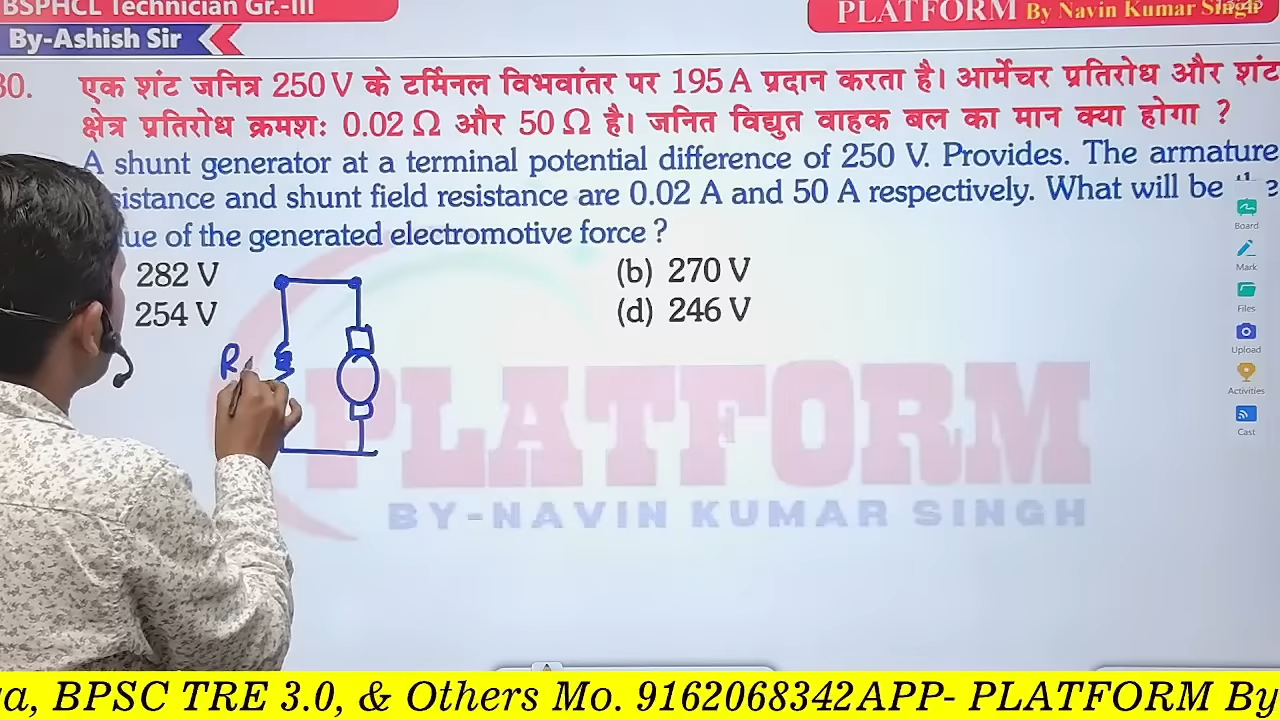 BSPHCL Technician Gr.-III
PLATFORM By Navin Kumar Singh
By-Ashish Sir
30. एक शंट जनित्र 250 V के टर्मिनल विभवांतर पर 195 A प्रदान करता है। आर्मेचर प्रतिरोध और शंट
क्षेत्र प्रतिरोध क्रमशः 0.02 Ω और 50 Ω है। जनित विद्युत वाहक बल का मान क्या होगा ?
A shunt generator at a terminal potential difference of 250 V. Provides. The armature
sistance and shunt field resistance are 0.02 A and 50 A respectively. What will be
lue of the generated electromotive force ?
282 V
(b) 270 V
254 V
(d) 246 V
R
PLATFORM
BY-NAVIN KUMAR SINGH
Board
Mark
Files
Upload
Activities
Cast
a, BPSC TRE 3.0, & Others Mo. 9162068342APP- PLATFORM By